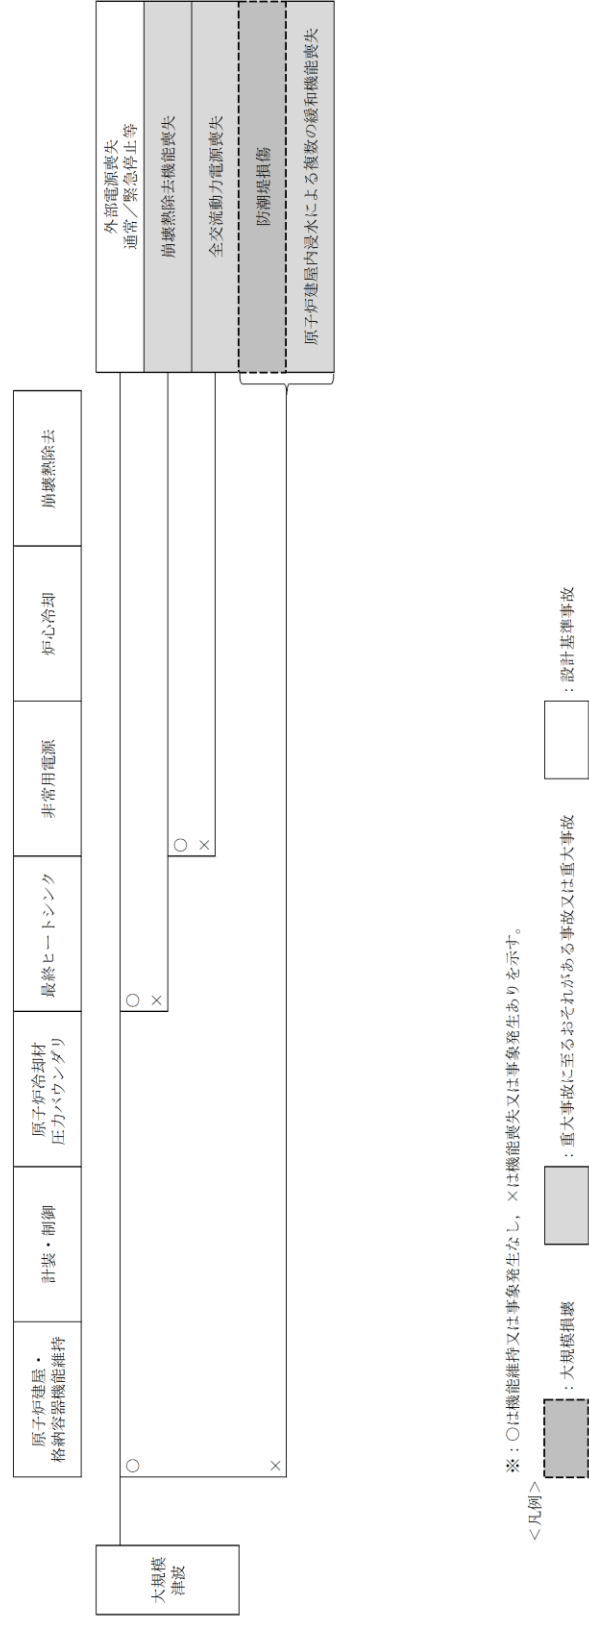 大規模
津波
原子炉建屋・
格納容器機能維持
計装・制御
原子炉冷却材
圧力バウンダリ
最終ヒートシンク
非常用電源
炉心冷却
崩壊熱除去
○
×
○
×
○
×
外部電源喪失
通常／緊急停止等
崩壊熱除去機能喪失
全交流動力電源喪失
防潮堤損傷
原子炉建屋内浸水による複数の緩和機能喪失
※：○は機能維持又は事象発生なし，×は機能喪失又は事象発生ありを示す。
＜凡例＞
：大規模損壊
：重大事故に至るおそれがある事故又は重大事故
：設計基準事故